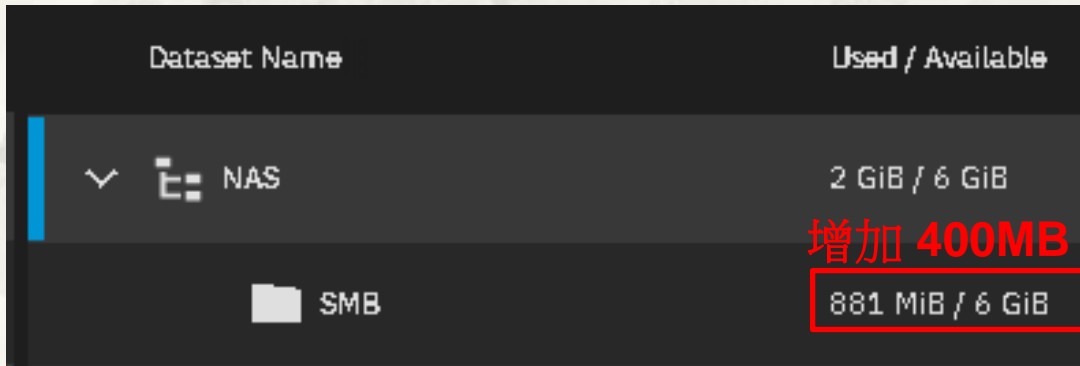 Dataset Name Used / Available
NAS 2 GiB / 6 GiB
增加 400MB
SMB 881 MiB / 6 GiB